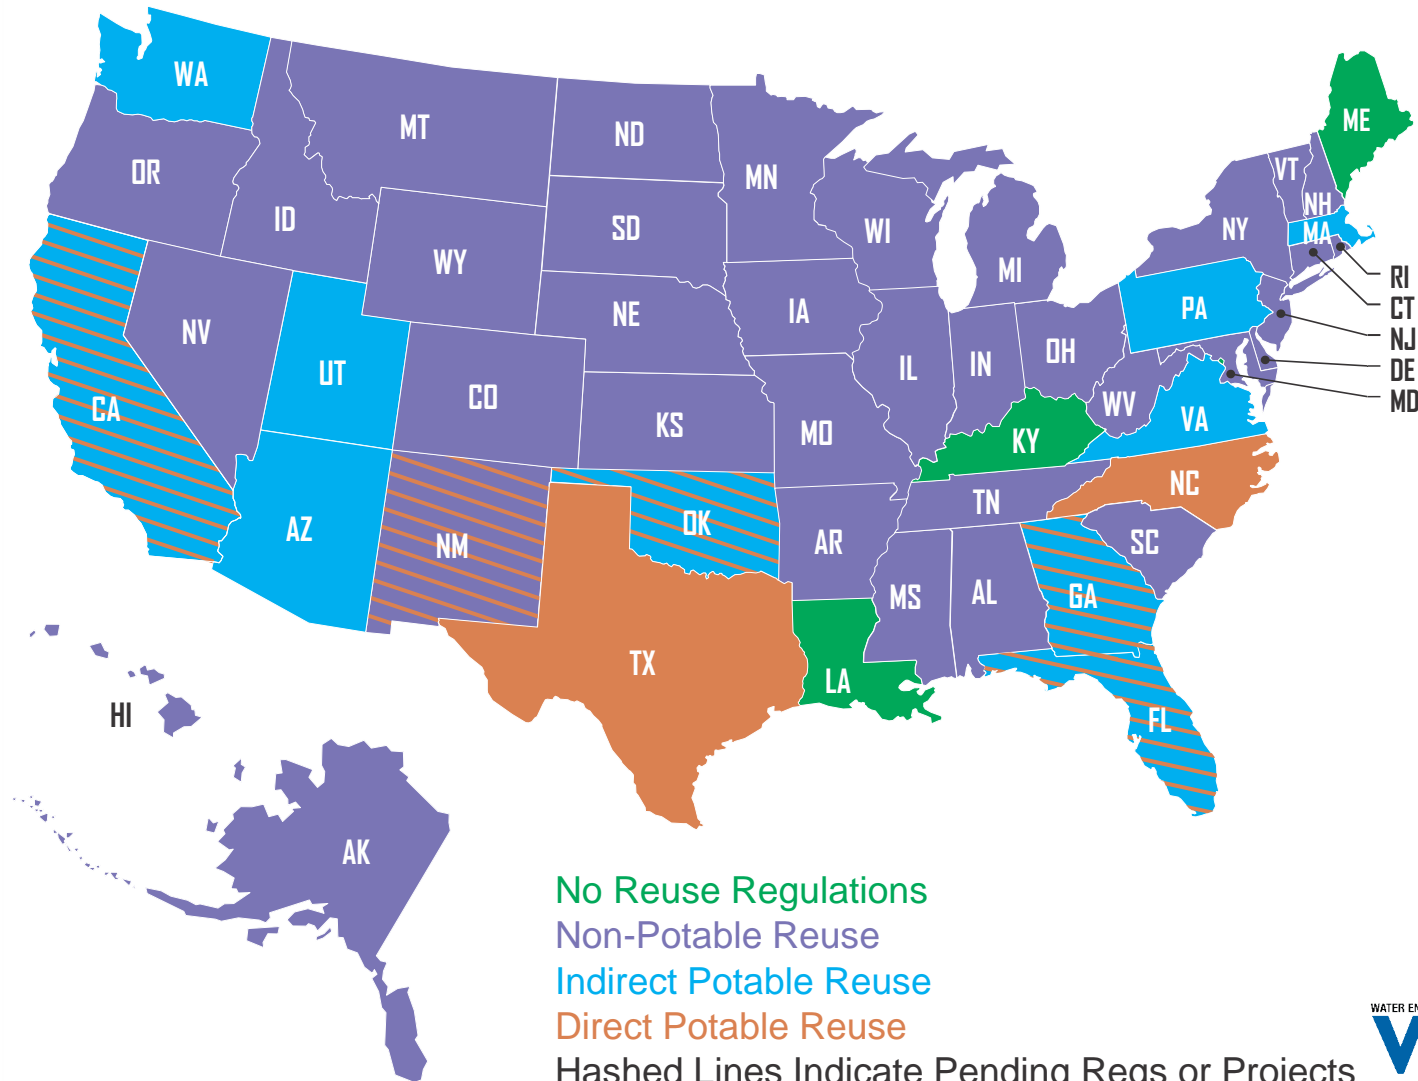 WA
MT
ND
MN
ME
OR
ID
SD
WI
VT
NH
NY
MA
WY
MI
RI
CT
NJ
DE
MD
NV
UT
NE
IA
PA
CO
IL
IN
OH
CA
KS
MO
WV
VA
KY
NC
AZ
NM
OK
AR
TN
SC
MS
AL
GA
TX
LA
FL
HI
AK
No Reuse Regulations
Non-Potable Reuse
Indirect Potable Reuse
Direct Potable Reuse
Hashed Lines Indicate Pending Regs or Projects
WATER EN